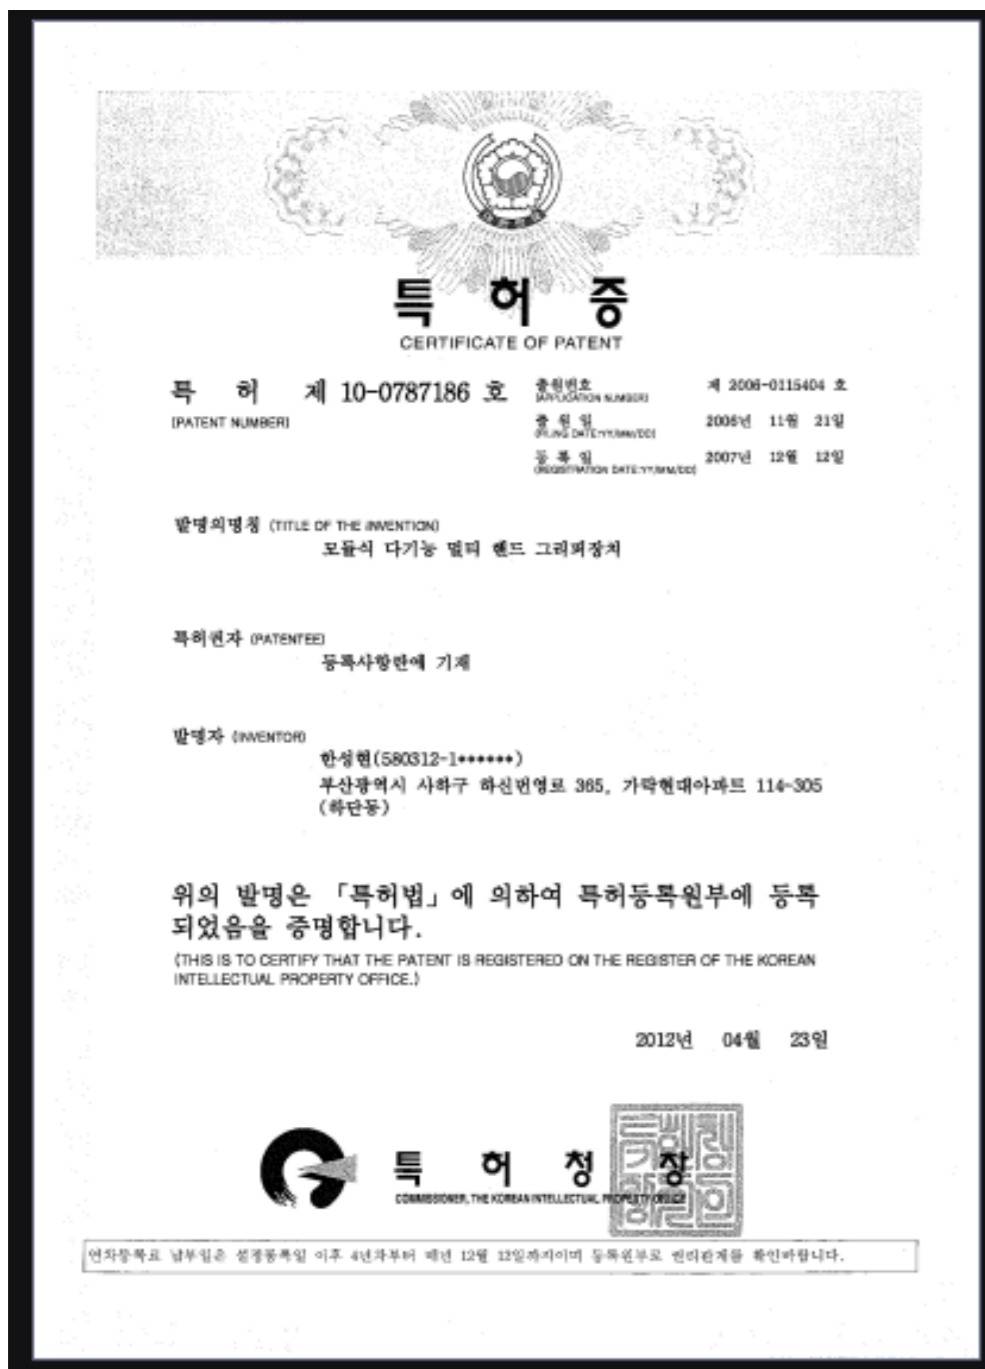 특 허 증
CERTIFICATE OF PATENT
특 허 제 10-0787186 호
(PATENT NUMBER)
출원번호 제 2006-0115404 호
(APPLICATION NUMBER)
출 원 일 2006년 11월 21일
(FILING DATE:YY/MM/DD)
등 록 일 2007년 12월 12일
(REGISTRATION DATE:YY/MM/DD)
발명의명칭 (TITLE OF THE INVENTION)
모듈식 다기능 멀티 핸드 그리퍼장치
특허권자 (PATENTEE)
등록사항란에 기재
발명자 (INVENTOR)
한성현(580312-1******)
부산광역시 사하구 하신번영로 365, 가락현대아파트 114-305
(하단동)
위의 발명은 「특허법」에 의하여 특허등록원부에 등록
되었음을 증명합니다.
(THIS IS TO CERTIFY THAT THE PATENT IS REGISTERED ON THE REGISTER OF THE KOREAN
INTELLECTUAL PROPERTY OFFICE.)
2012년 04월 23일
특 허 청 장
COMMISSIONER, THE KOREAN INTELLECTUAL PROPERTY OFFICE
연차등록료 납부일은 설정등록일 이후 4년차부터 매년 12월 12일까지이며 등록원부로 권리관계를 확인바랍니다.